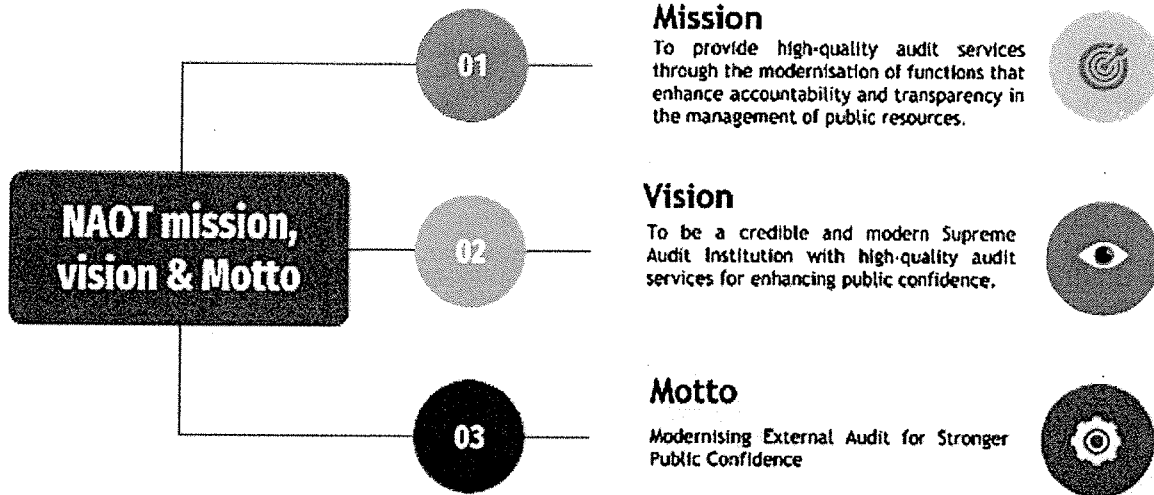 NAOT mission,
vision & Motto
01
Mission
To provide high-quality audit services
through the modernisation of functions that
enhance accountability and transparency in
the management of public resources.
02
Vision
To be a credible and modern Supreme
Audit Institution with high-quality audit
services for enhancing public confidence.
03
Motto
Modernising External Audit for Stronger
Public Confidence